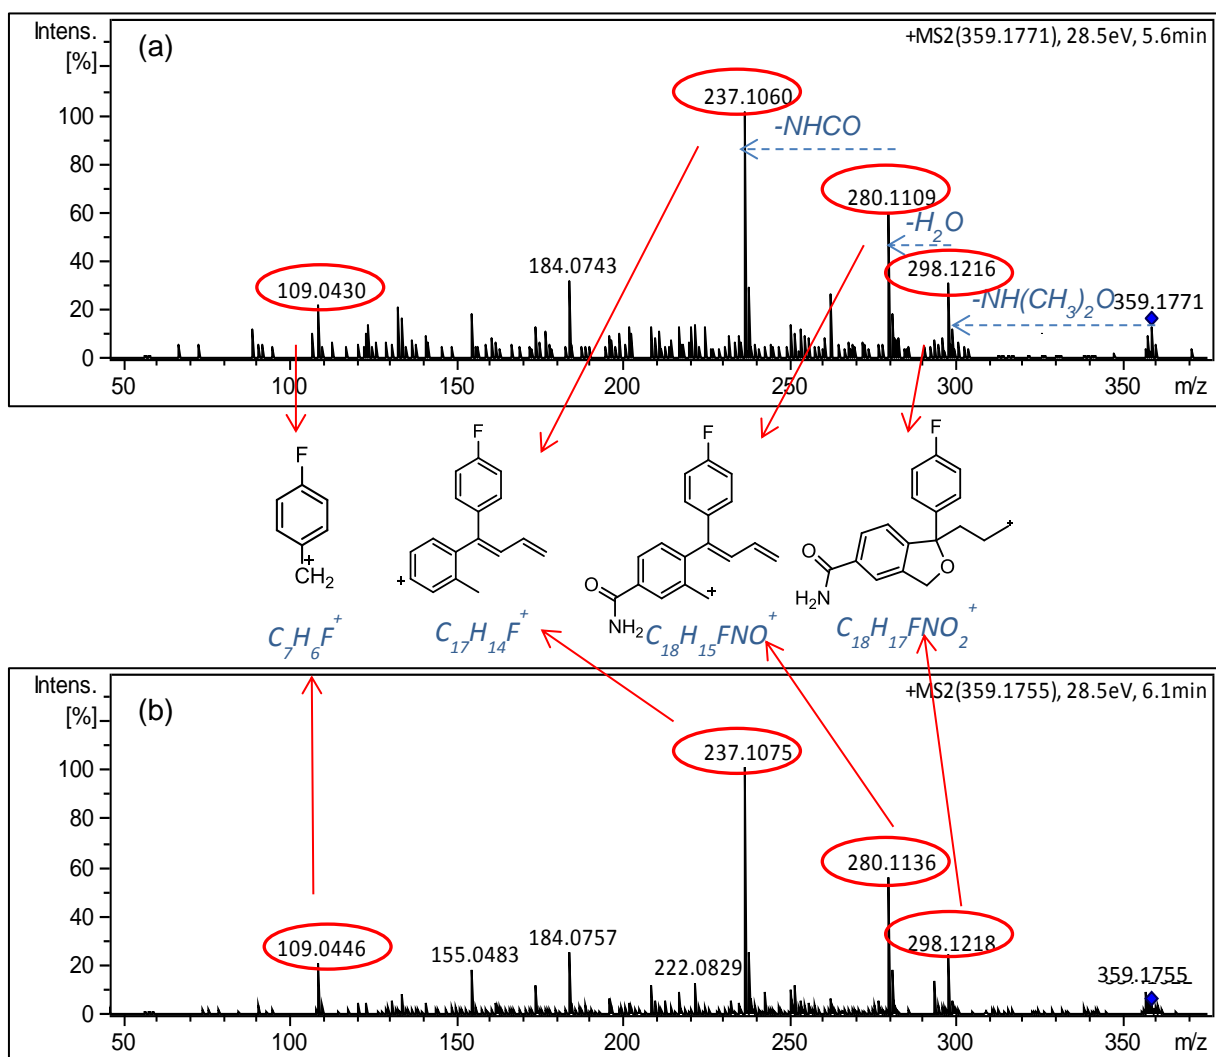 Intens.
[%]
(a)
+MS2(359.1771), 28.5eV, 5.6min
237.1060
-NHCO
280.1109
-H2O
298.1216
-NH(CH3)2O
359.1771
184.0743
109.0430
100
80
60
40
20
0
50
100
150
200
250
300
350
m/z
F
F
F
F
+
CH2
+
O
NH2
+
O
H2N
O
+
C7H6F+
C17H14F+
C18H15FNO+
C18H17FNO2+
Intens.
[%]
(b)
+MS2(359.1755), 28.5eV, 6.1min
237.1075
280.1136
298.1218
359.1755
109.0446
155.0483
184.0757
222.0829
100
80
60
40
20
0
50
100
150
200
250
300
350
m/z